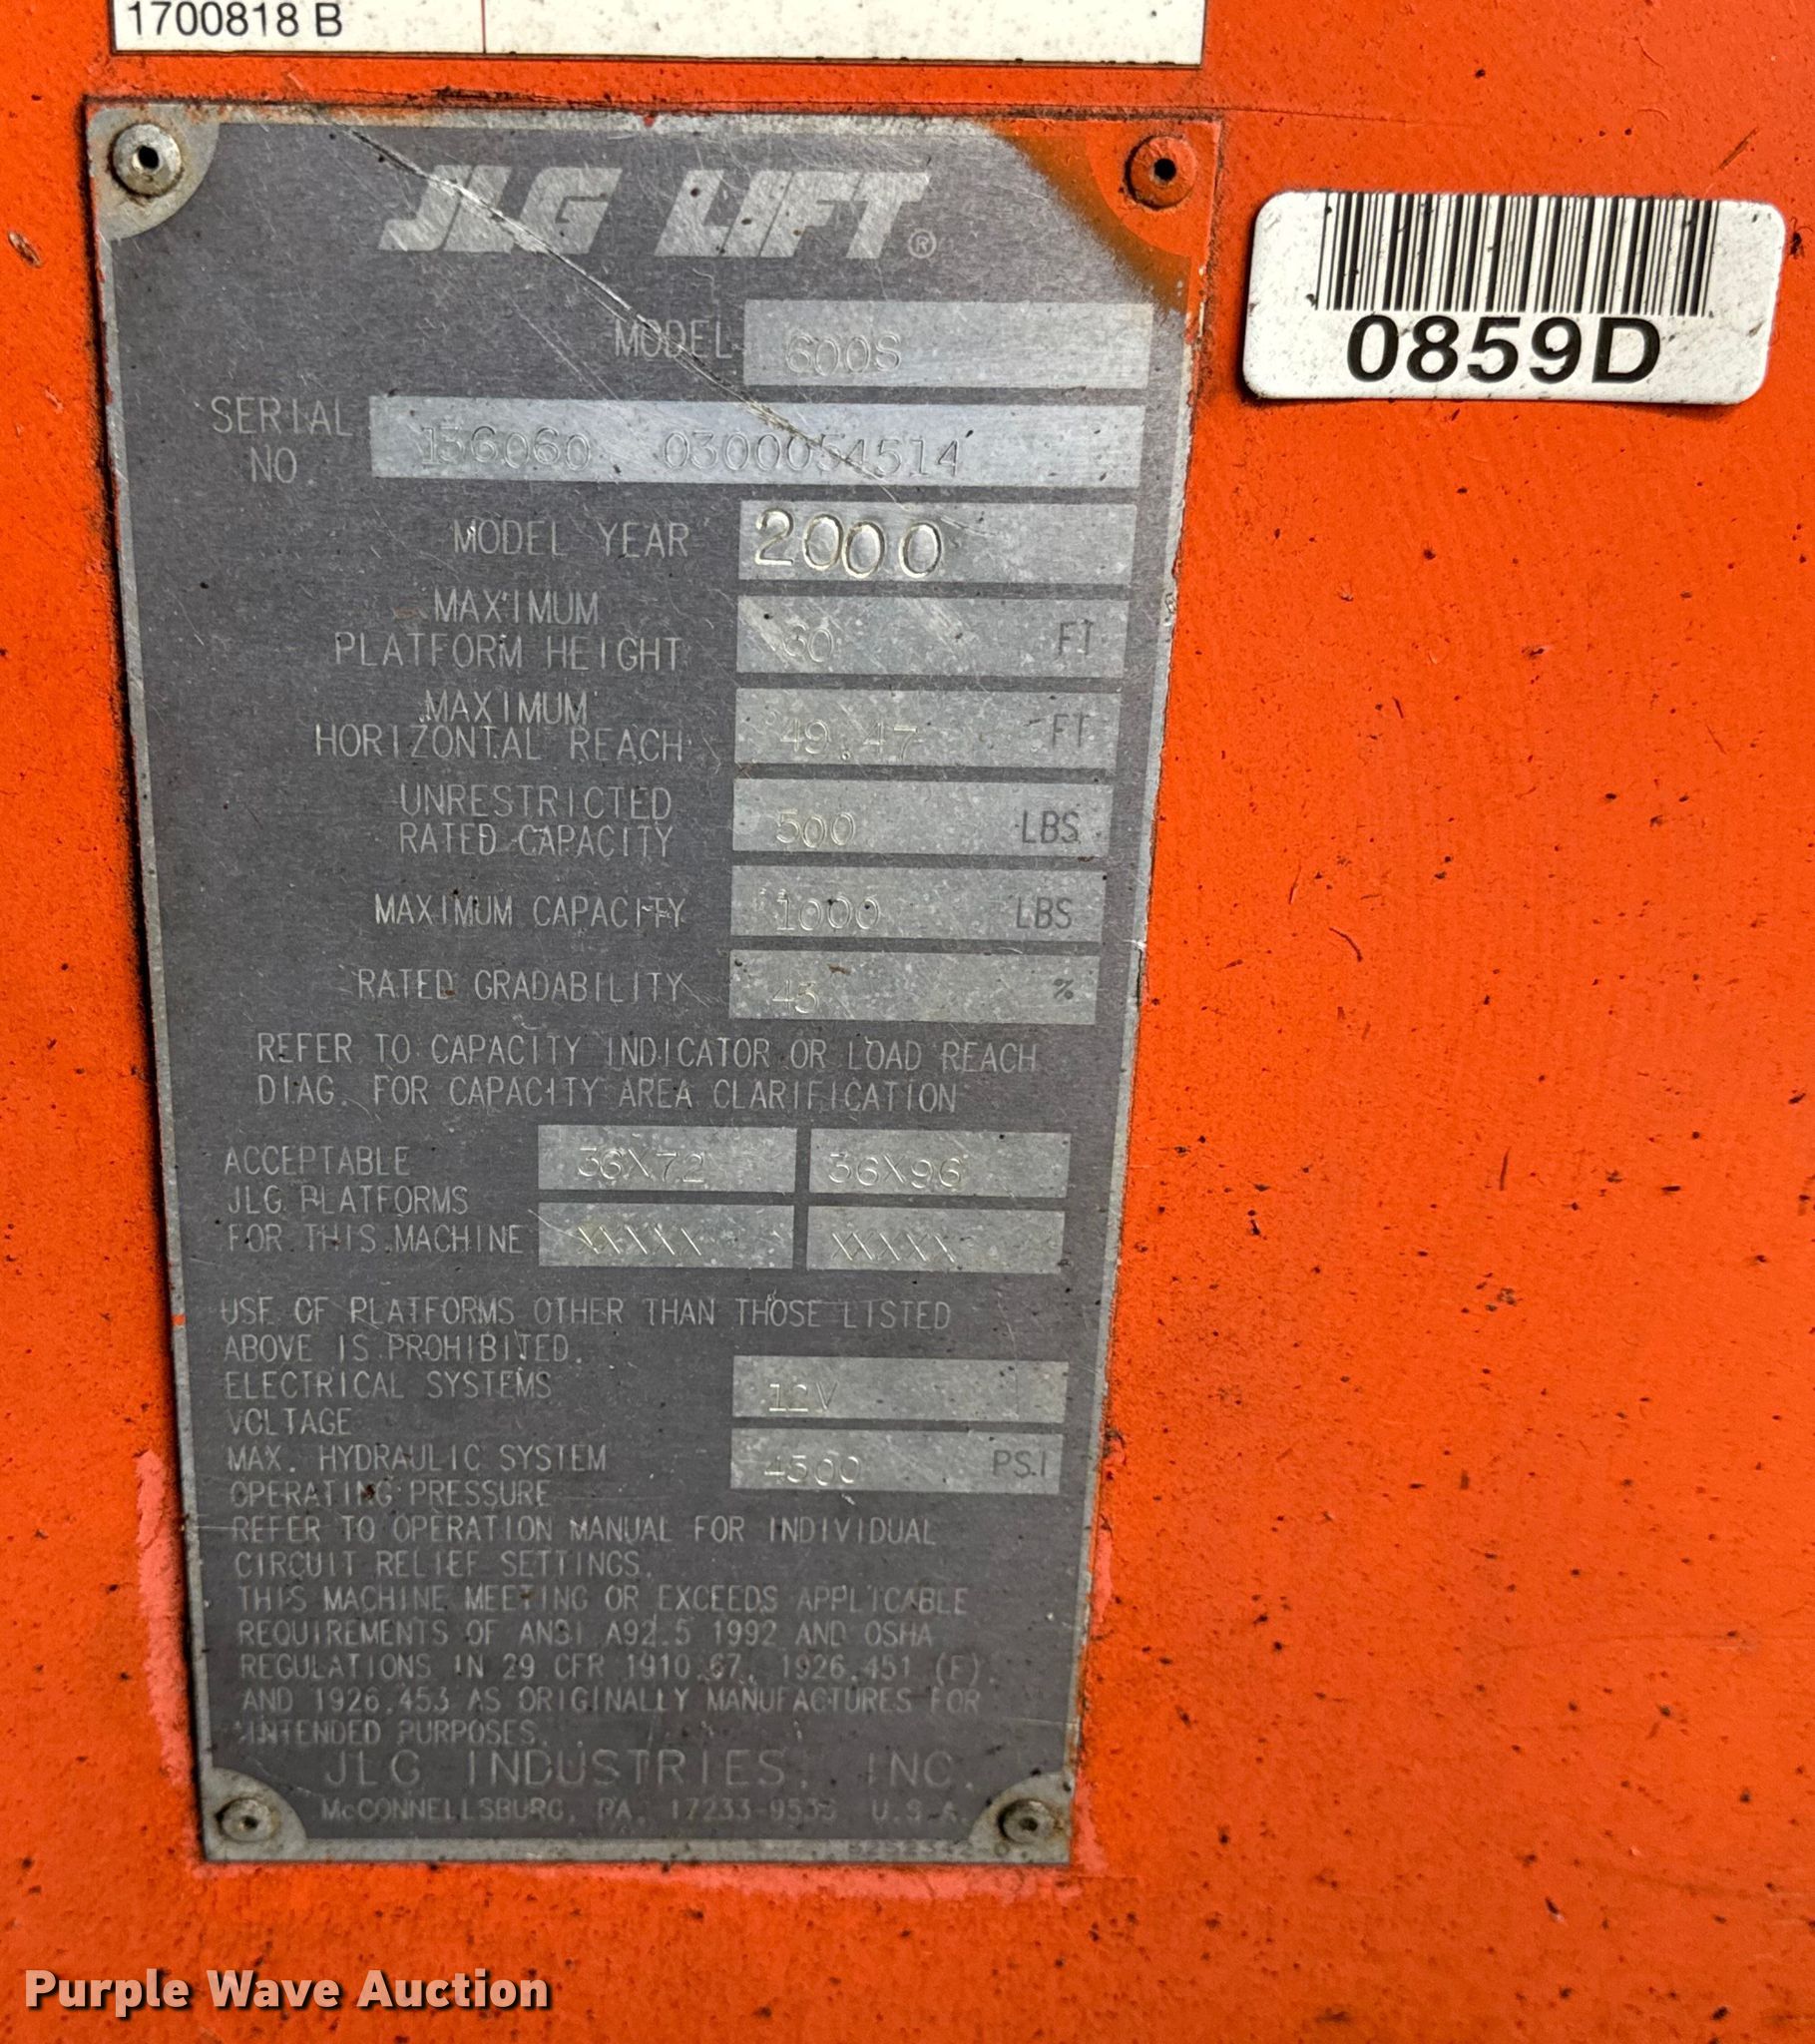 1700818 B
JLG LIFT®
MODEL 600S
SERIAL NO. 0300054514
MODEL YEAR 2000
MAXIMUM
PLATFORM HEIGHT 60 FT
MAXIMUM
HORIZONTAL REACH 49.47 FT
UNRESTRICTED
RATED CAPACITY 500 LBS
MAXIMUM CAPACITY 1000 LBS
RATED GRADABILITY 45 %
REFER TO CAPACITY INDICATOR OR LOAD REACH
DIAG. FOR CAPACITY AREA CLARIFICATION
ACCEPTABLE
JLG PLATFORMS
FOR THIS MACHINE
36X72 36X96
XXXXX XXXXX
USE OF PLATFORMS OTHER THAN THOSE LISTED
ABOVE IS PROHIBITED.
ELECTRICAL SYSTEMS
VOLTAGE 12V
MAX. HYDRAULIC SYSTEM
OPERATING PRESSURE 4500 PSI
REFER TO OPERATION MANUAL FOR INDIVIDUAL
CIRCUIT RELIEF SETTINGS.
THIS MACHINE MEETING OR EXCEEDS APPLICABLE
REQUIREMENTS OF ANSI A92.5 1992 AND OSHA
REGULATIONS IN 29 CFR 1910.67, 1926.451 (F)
AND 1926.453 AS ORIGINALLY MANUFACTURES FOR
INTENDED PURPOSES.
JLG INDUSTRIES, INC.
McCONNELLSBURG, PA. 17233-9533 U.S.A.
0859D
Purple Wave Auction